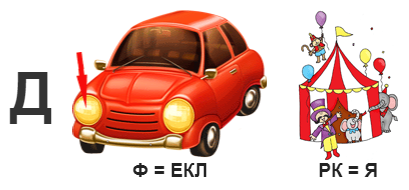 Д
Ф = ЕКЛ РК = Я